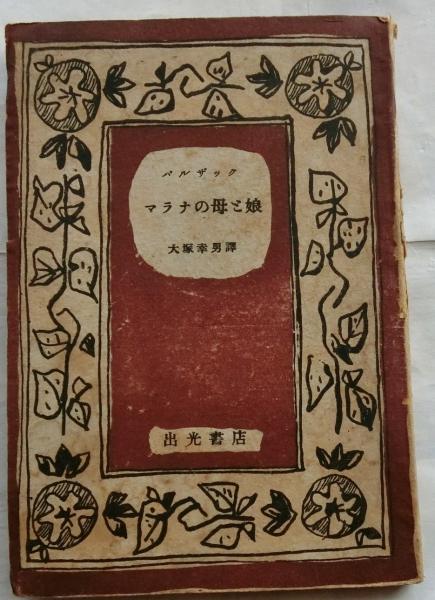 バルザック
マラナの母と娘
大塚幸男譯
出光書店